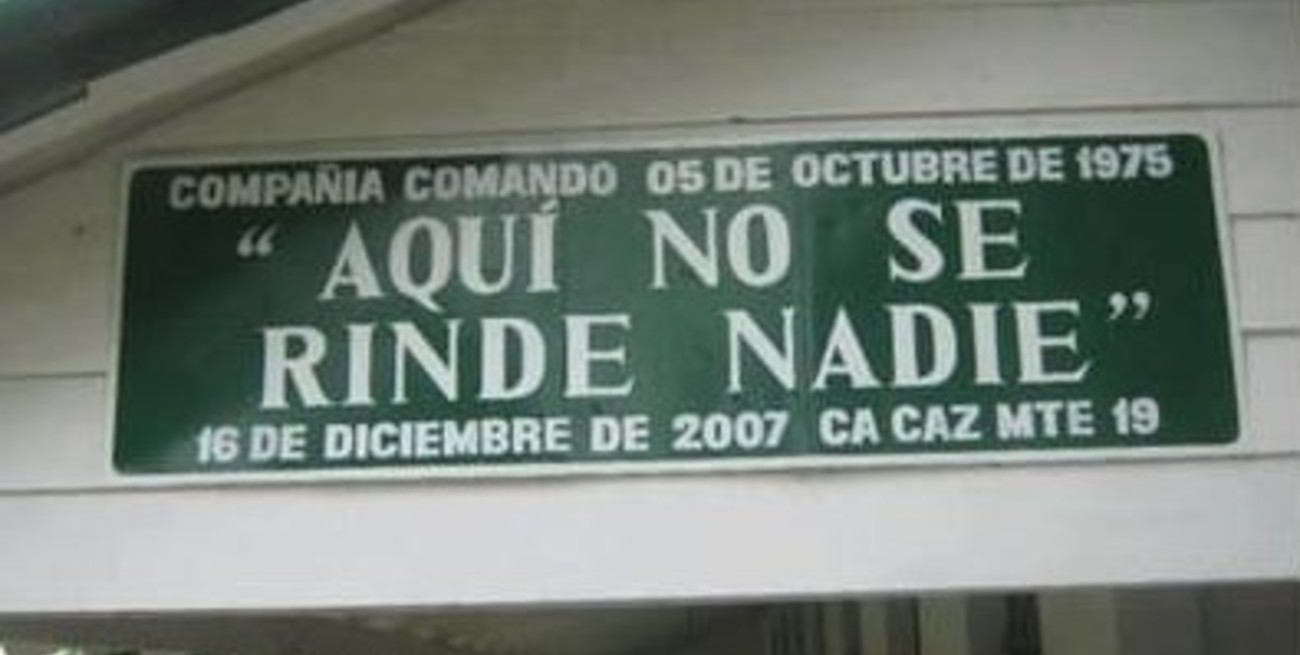 COMPAÑIA COMANDO 05 DE OCTUBRE DE 1975
“ AQUÍ NO SE
RINDE NADIE ”
16 DE DICIEMBRE DE 2007 CA CAZ MTE 19